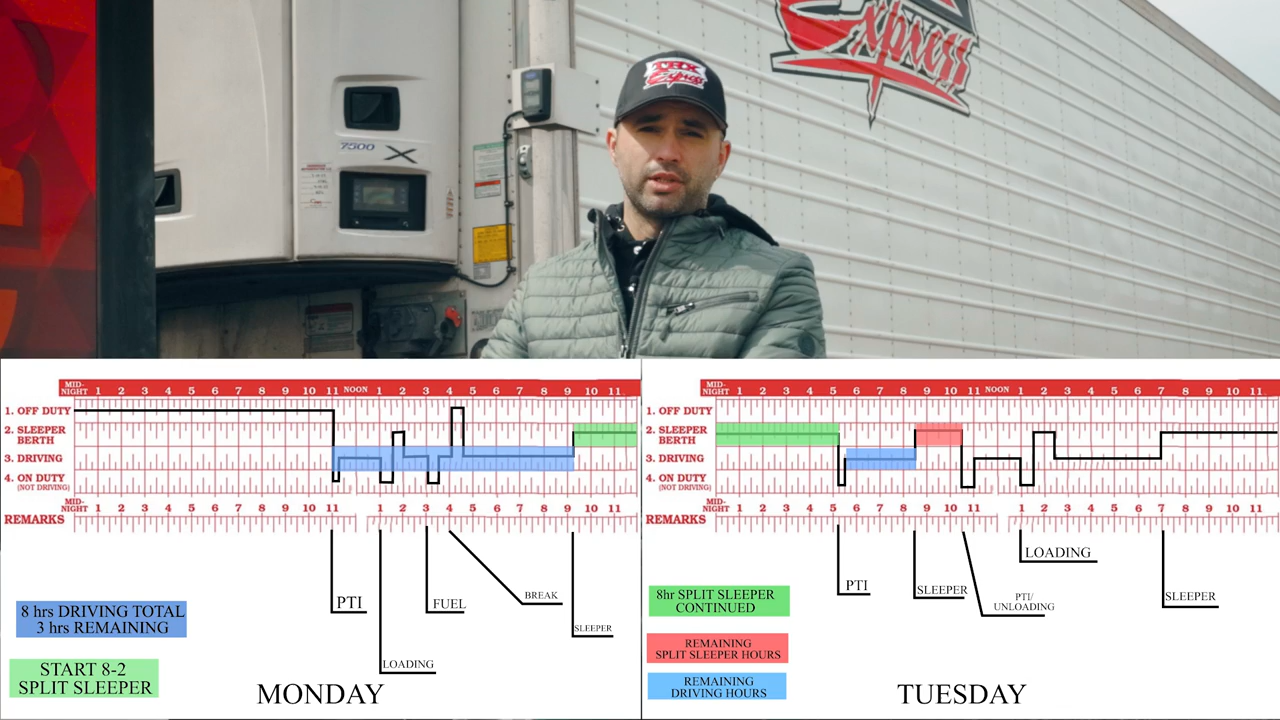 TRX
Express
Express
7500 X
MID-
NIGHT 1 2 3 4 5 6 7 8 9 10 11 NOON 1 2 3 4 5 6 7 8 9 10 11
1. OFF DUTY
2. SLEEPER
BERTH
3. DRIVING
4. ON DUTY
(NOT DRIVING)
MID-
NIGHT 1 2 3 4 5 6 7 8 9 10 11 1 2 3 4 5 6 7 8 9 10 11
REMARKS
PTI
LOADING
FUEL
BREAK
SLEEPER
8 hrs DRIVING TOTAL
3 hrs REMAINING
START 8-2
SPLIT SLEEPER
MONDAY
MID-
NIGHT 1 2 3 4 5 6 7 8 9 10 11 NOON 1 2 3 4 5 6 7 8 9 10 11
1. OFF DUTY
2. SLEEPER
BERTH
3. DRIVING
4. ON DUTY
(NOT DRIVING)
MID-
NIGHT 1 2 3 4 5 6 7 8 9 10 11 1 2 3 4 5 6 7 8 9 10 11
REMARKS
PTI
SLEEPER
PTI/
UNLOADING
LOADING
SLEEPER
8hr SPLIT SLEEPER
CONTINUED
REMAINING
SPLIT SLEEPER HOURS
REMAINING
DRIVING HOURS
TUESDAY